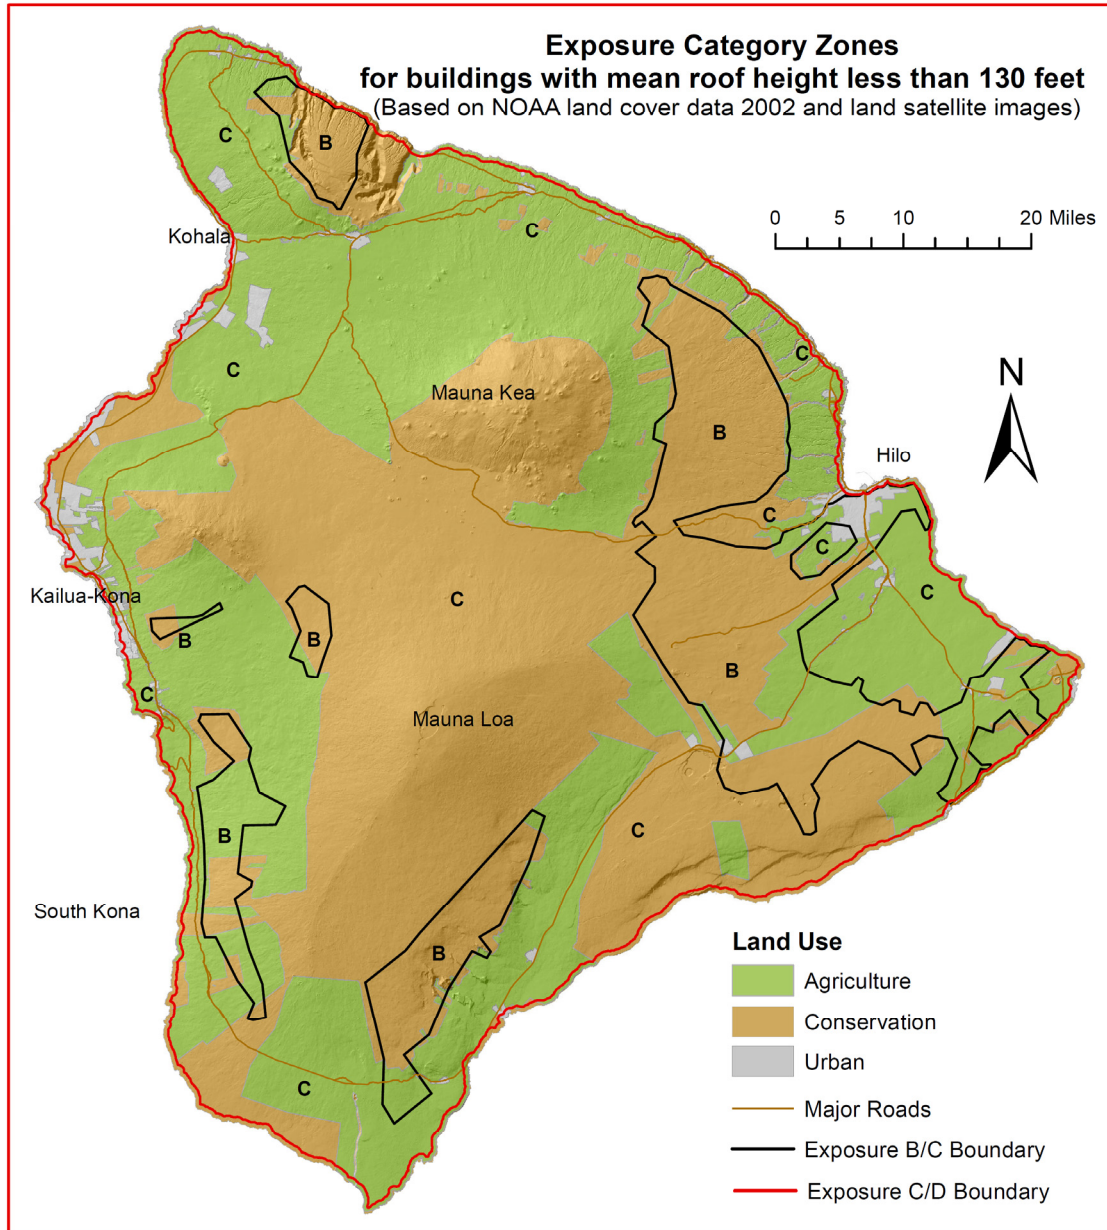 Exposure Category Zones
for buildings with mean roof height less than 130 feet
(Based on NOAA land cover data 2002 and land satellite images)
C
B
0 5 10 20 Miles
Kohala
C
C
C
N
Mauna Kea
B
Hilo
C
C
Kailua-Kona
C
C
B
B
B
C
Mauna Loa
B
C
South Kona
B
C
Land Use
Agriculture
Conservation
Urban
Major Roads
Exposure B/C Boundary
Exposure C/D Boundary